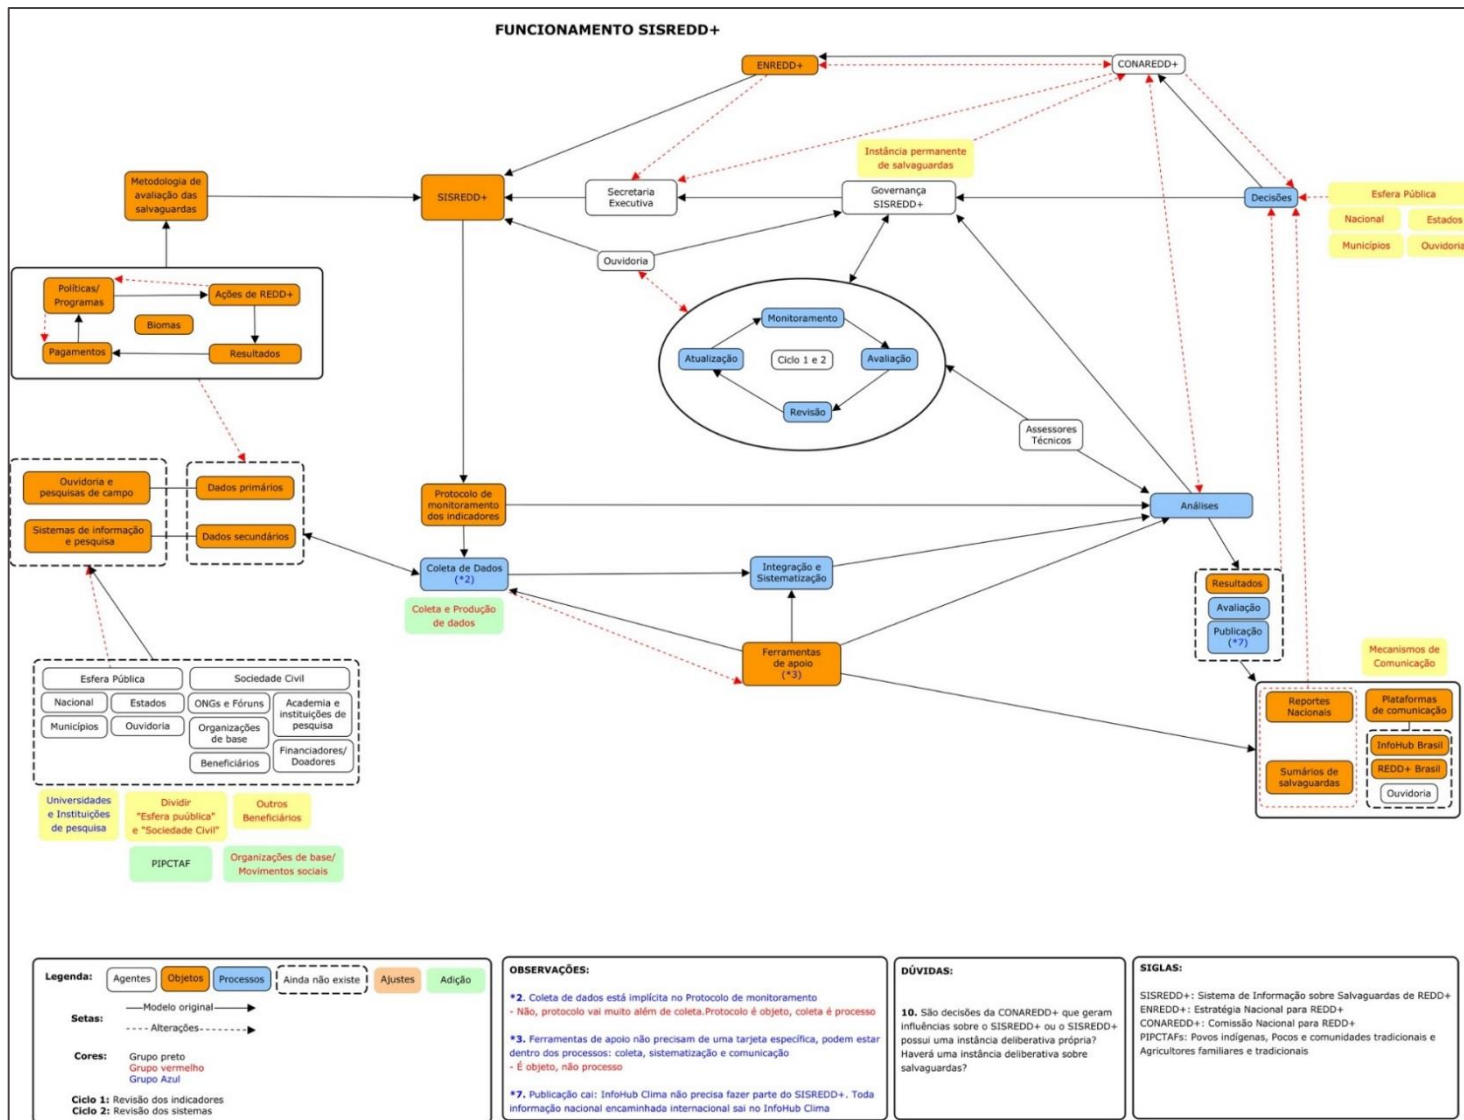 FUNCIONAMENTO SISREDD+
ENREDD+
CONAREDD+
Instância permanente
de salvaguardas
Metodologia de
avaliação das
salvaguardas
SISREDD+
Secretaria
Executiva
Governança
SISREDD+
Decisões
Esfera Pública
Nacional
Estados
Municípios
Ouvidoria
Ouvidoria
Políticas/
Programas
Ações de REDD+
Biomas
Pagamentos
Resultados
Monitoramento
Atualização
Ciclo 1 e 2
Avaliação
Revisão
Assessores
Técnicos
Ouvidoria e
pesquisas de campo
Dados primários
Sistemas de informação
e pesquisa
Dados secundários
Protocolo de
monitoramento
dos indicadores
Análises
Coleta de Dados
(*2)
Integração e
Sistematização
Coleta e Produção
de dados
Resultados
Avaliação
Publicação
(*7)
Ferramentas
de apoio
(*3)
Mecanismos de
Comunicação
Esfera Pública
Sociedade Civil
Nacional
Estados
ONGs e Fóruns
Academia e
instituições de
pesquisa
Municípios
Ouvidoria
Organizações
de base
Beneficiários
Financiadores/
Doadores
Reportes
Nacionais
Plataformas
de comunicação
InfoHub Brasil
REDD+ Brasil
Sumários de
salvaguardas
Ouvidoria
Universidades
e Instituições
de pesquisa
Dividir
"Esfera puública"
e "Sociedade Civil"
Outros
Beneficiários
PIPCTAF
Organizações de base/
Movimentos sociais
Legenda:
Agentes
Objetos
Processos
Ainda não existe
Ajustes
Adição
Setas:
Modelo original
Alterações
Cores:
Grupo preto
Grupo vermelho
Grupo Azul
Ciclo 1: Revisão dos indicadores
Ciclo 2: Revisão dos sistemas
OBSERVAÇÕES:
*2. Coleta de dados está implícita no Protocolo de monitoramento
- Não, protocolo vai muito além de coleta.Protocolo é objeto, coleta é processo
*3. Ferramentas de apoio não precisam de uma tarjeta específica, podem estar
dentro dos processos: coleta, sistematização e comunicação
- É objeto, não processo
*7. Publicação cai: InfoHub Clima não precisa fazer parte do SISREDD+. Toda
informação nacional encaminhada internacional sai no InfoHub Clima
DÚVIDAS:
10. São decisões da CONAREDD+ que geram
influências sobre o SISREDD+ ou o SISREDD+
possui uma instância deliberativa própria?
Haverá uma instância deliberativa sobre
salvaguardas?
SIGLAS:
SISREDD+: Sistema de Informação sobre Salvaguardas de REDD+
ENREDD+: Estratégia Nacional para REDD+
CONAREDD+: Comissão Nacional para REDD+
PIPCTAFs: Povos indígenas, Pocos e comunidades tradicionais e
Agricultores familiares e tradicionais